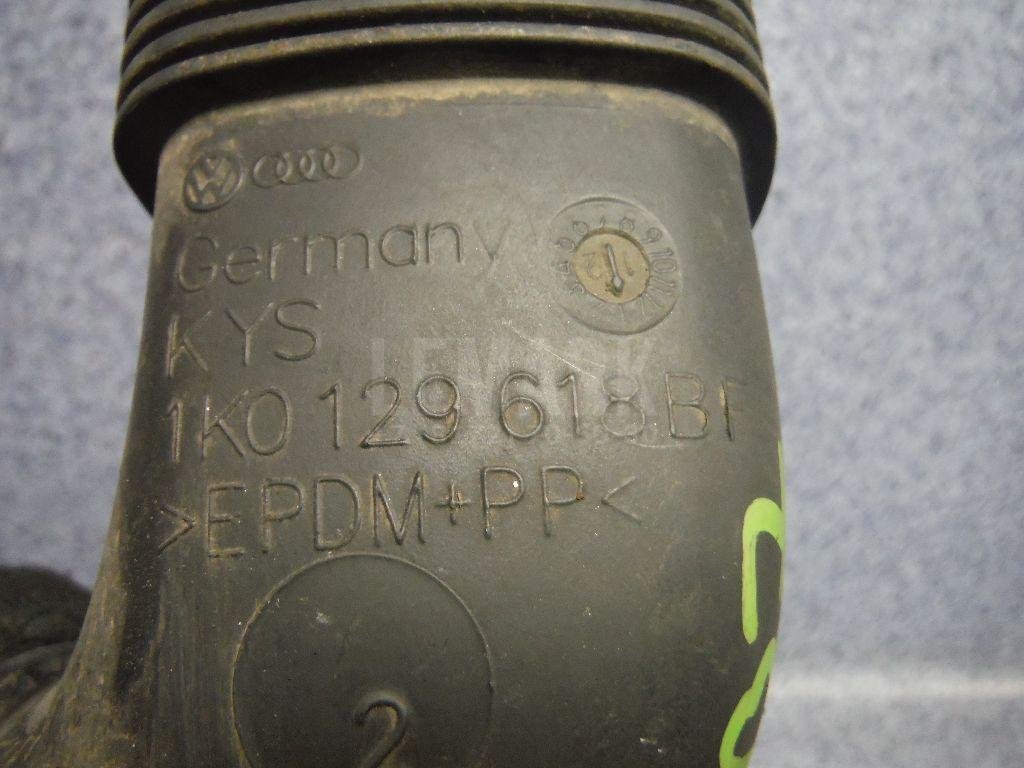 Germany
KYS
1K0 129 618 BF
>EPDM+PP<
2